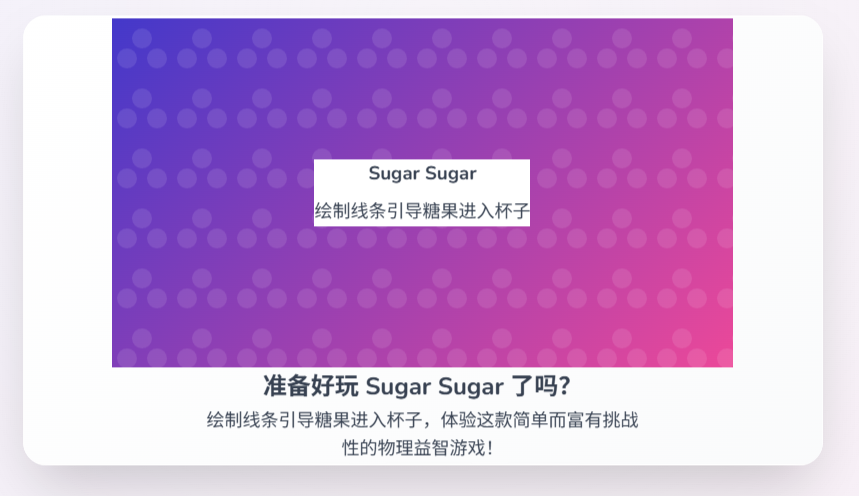 Sugar Sugar
绘制线条引导糖果进入杯子
准备好玩 Sugar Sugar 了吗?
绘制线条引导糖果进入杯子，体验这款简单而富有挑战
性的物理益智游戏！